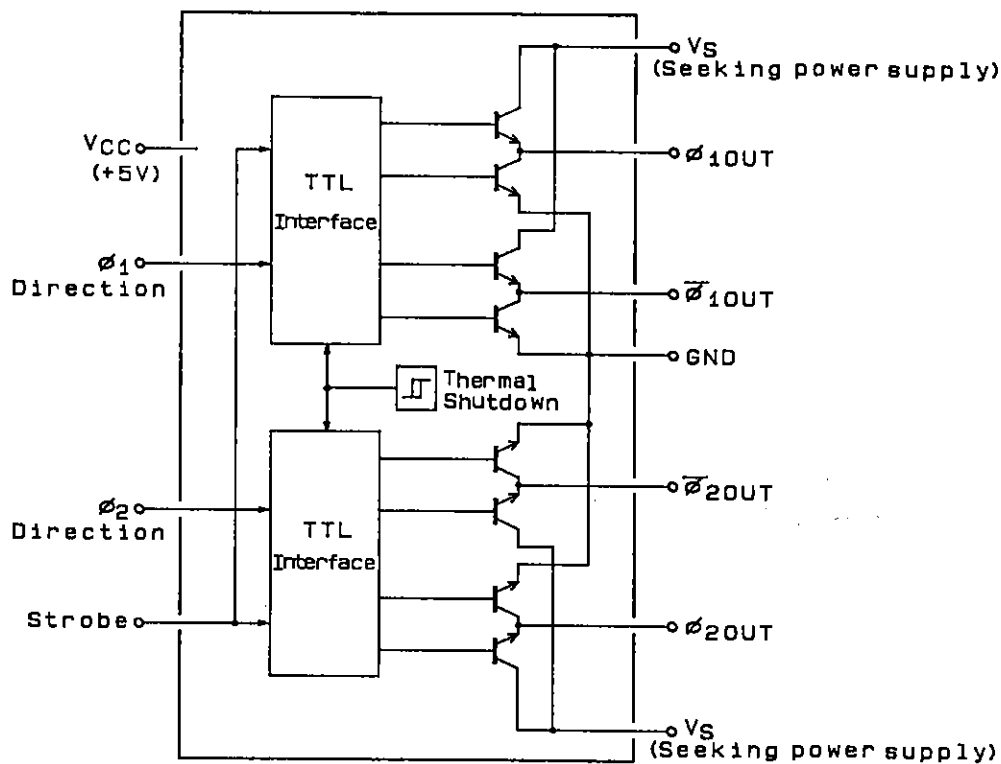 VS
(Seeking power supply)
VCC
(+5V)
ø1OUT
TTL
Interface
ø1
Direction
ø̅1OUT
GND
Thermal
Shutdown
ø̅2OUT
ø2
Direction
TTL
Interface
Strobe
ø2OUT
VS
(Seeking power supply)